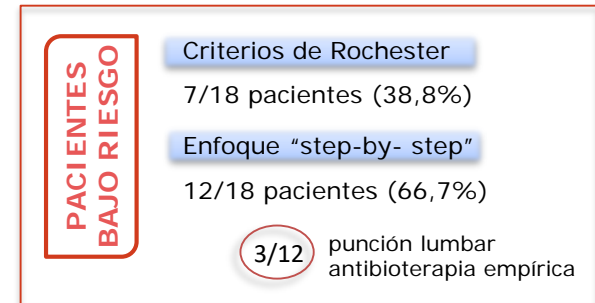 PACIENTES
BAJO RIESGO
Criterios de Rochester
7/18 pacientes (38,8%)
Enfoque “step-by- step”
12/18 pacientes (66,7%)
3/12
punción lumbar
antibioterapia empírica